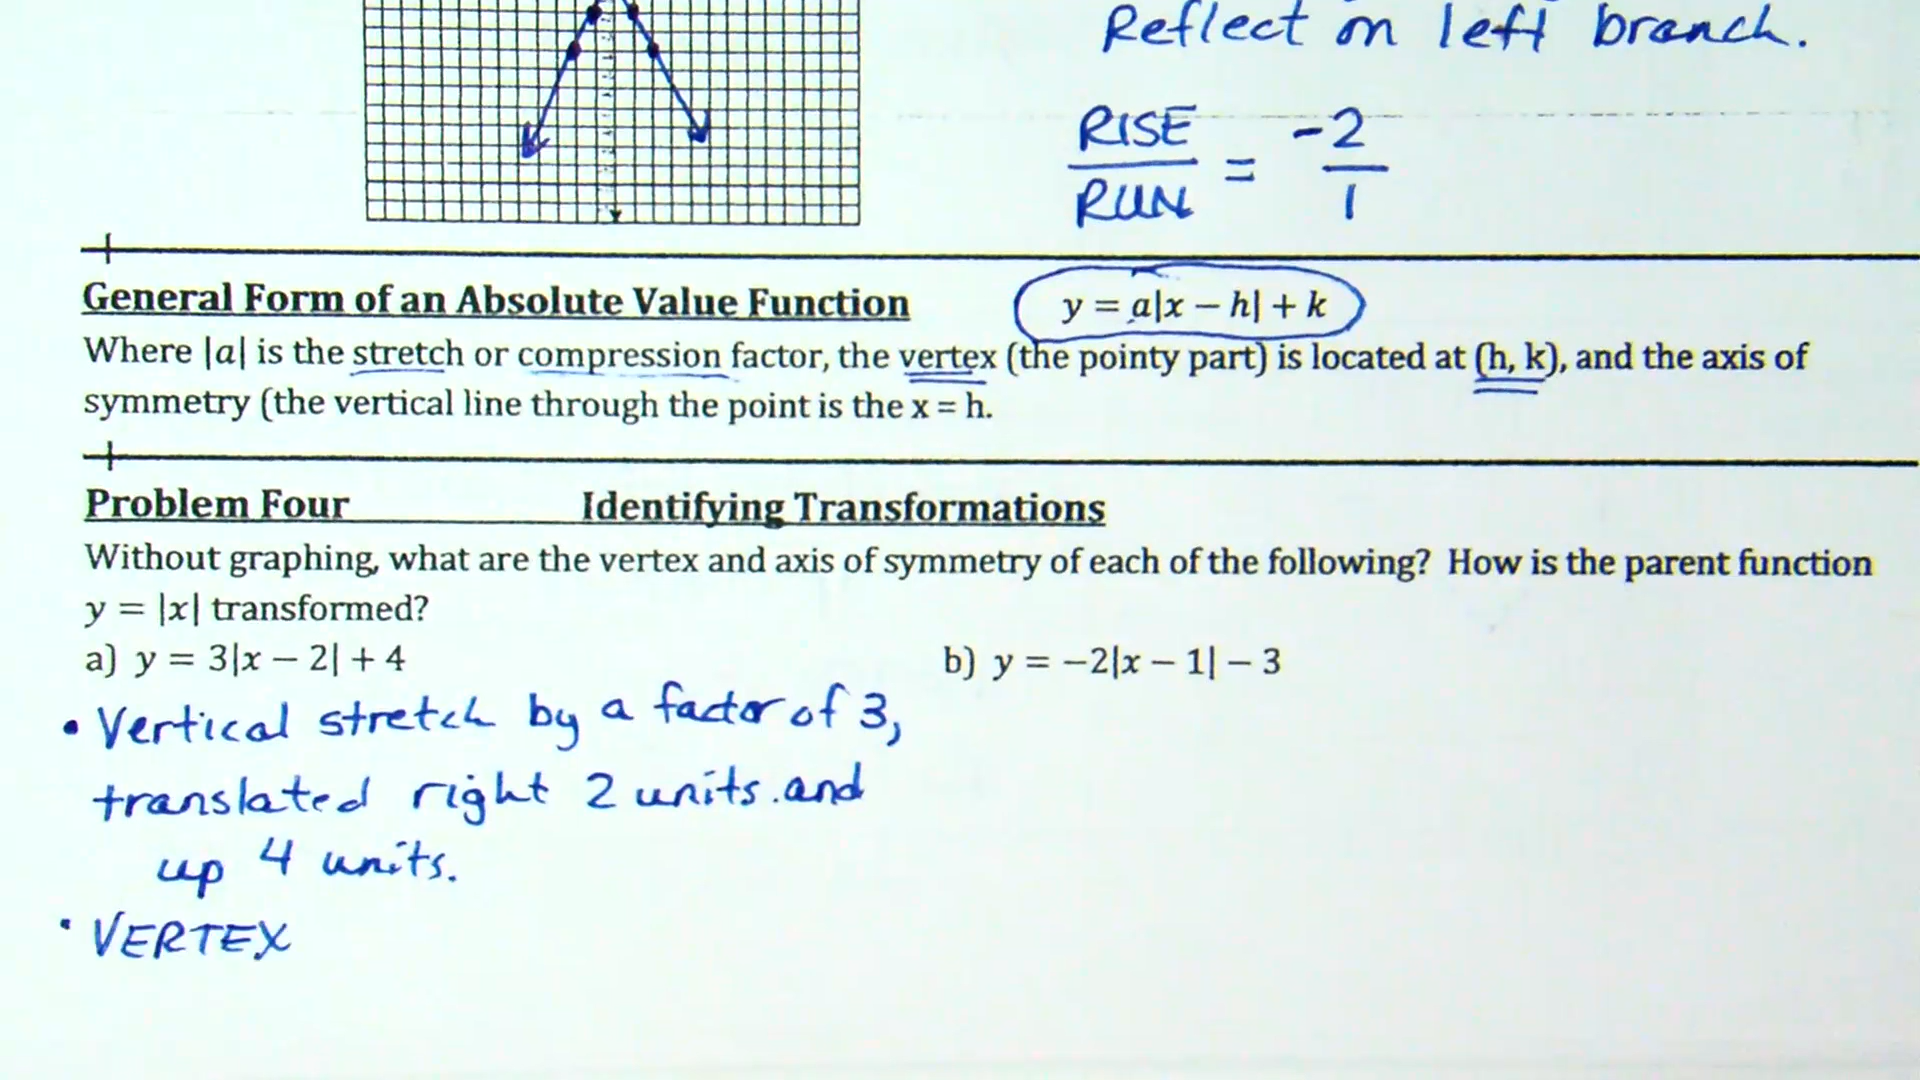 Reflect on left branch.
RISE
RUN
= -2
1
General Form of an Absolute Value Function y = a|x − h| + k
Where |a| is the stretch or compression factor, the vertex (the pointy part) is located at (h, k), and the axis of
symmetry (the vertical line through the point is the x = h.
Problem Four Identifying Transformations
Without graphing, what are the vertex and axis of symmetry of each of the following? How is the parent function
y = |x| transformed?
a) y = 3|x − 2| + 4 b) y = −2|x − 1| − 3
• Vertical stretch by a factor of 3,
translated right 2 units and
up 4 units.
• VERTEX